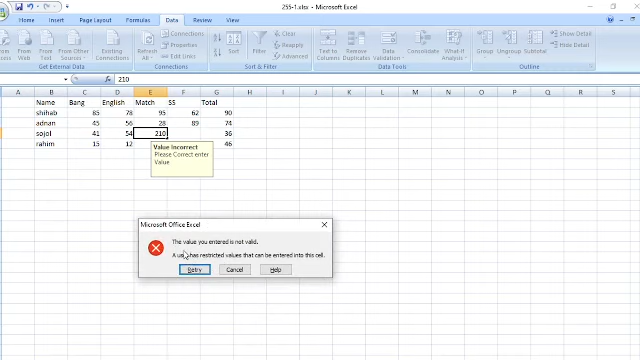 255-1.xlsx - Microsoft Excel
Home Insert Page Layout Formulas Data Review View
From Access From Web From Text From Other Sources Existing Connections
Get External Data
Refresh All Connections Properties Edit Links
Connections
Sort Filter Clear Reapply Advanced
Sort & Filter
Text to Columns Remove Duplicates Data Validation Consolidate What-If Analysis
Data Tools
Group Ungroup Subtotal Show Detail Hide Detail
Outline
fx 210
A B C D E F G H I J K L M N O P Q R S
Name Bang English Match SS Total
shihab 85 78 95 62 90
adnan 45 56 28 89 74
sojol 41 54 210 36
rahim 15 12 46
Value Incorrect
Please Correct enter
Value
Microsoft Office Excel
The value you entered is not valid.
A user has restricted values that can be entered into this cell.
Retry Cancel Help